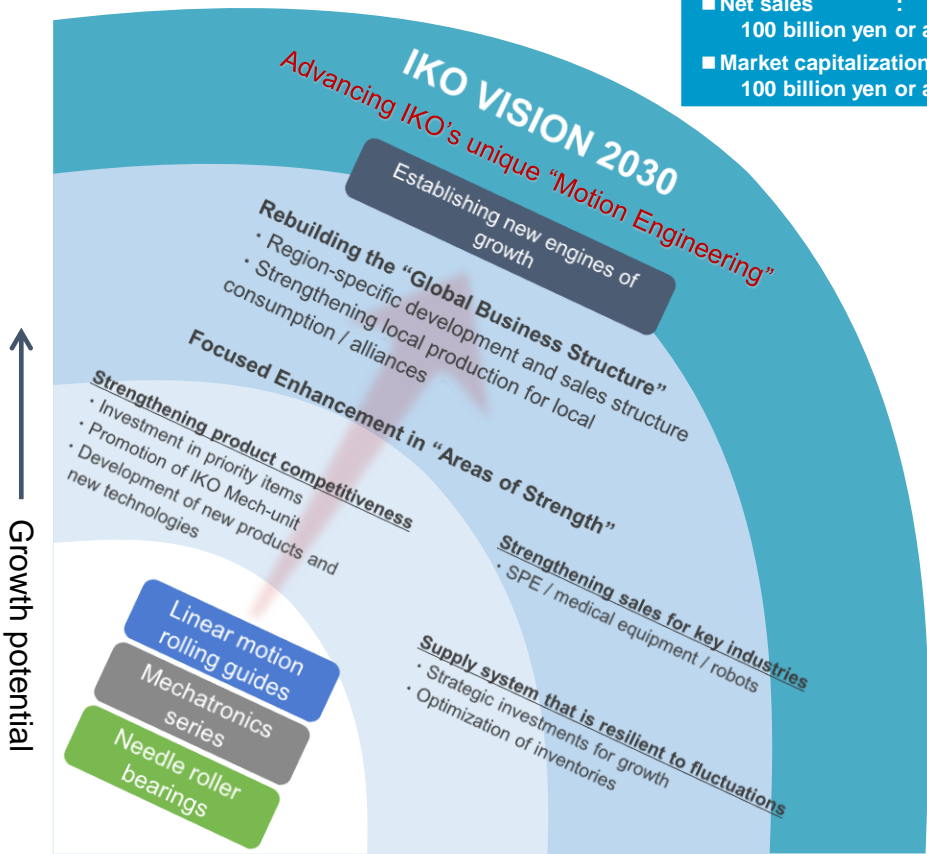 ■ Net sales :
100 billion yen or a
■ Market capitalization
100 billion yen or a
IKO VISION 2030
Advancing IKO's unique "Motion Engineering"
Establishing new engines of
growth
Rebuilding the "Global Business Structure"
・Region-specific development and sales structure
・Strengthening local production for local
consumption / alliances
Focused Enhancement in "Areas of Strength"
Strengthening product competitiveness
・Investment in priority items
・Promotion of IKO Mech-unit
・Development of new products and
new technologies
Strengthening sales for key industries
・SPE / medical equipment / robots
Supply system that is resilient to fluctuations
・Strategic investments for growth
・Optimization of inventories
Linear motion
rolling guides
Mechatronics
series
Needle roller
bearings
Growth potential